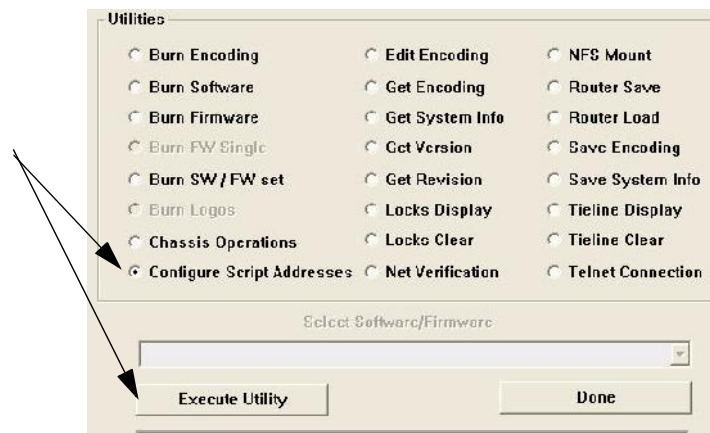 Utilities
Burn Encoding
Burn Software
Burn Firmware
Burn FW Single
Burn SW / FW set
Burn Logos
Chassis Operations
Configure Script Addresses
Edit Encoding
Get Encoding
Get System Info
Get Version
Get Revision
Locks Display
Locks Clear
Net Verification
NFS Mount
Router Save
Router Load
Save Encoding
Save System Info
Tieline Display
Tieline Clear
Telnet Connection
Select Software/Firmware
Execute Utility
Done